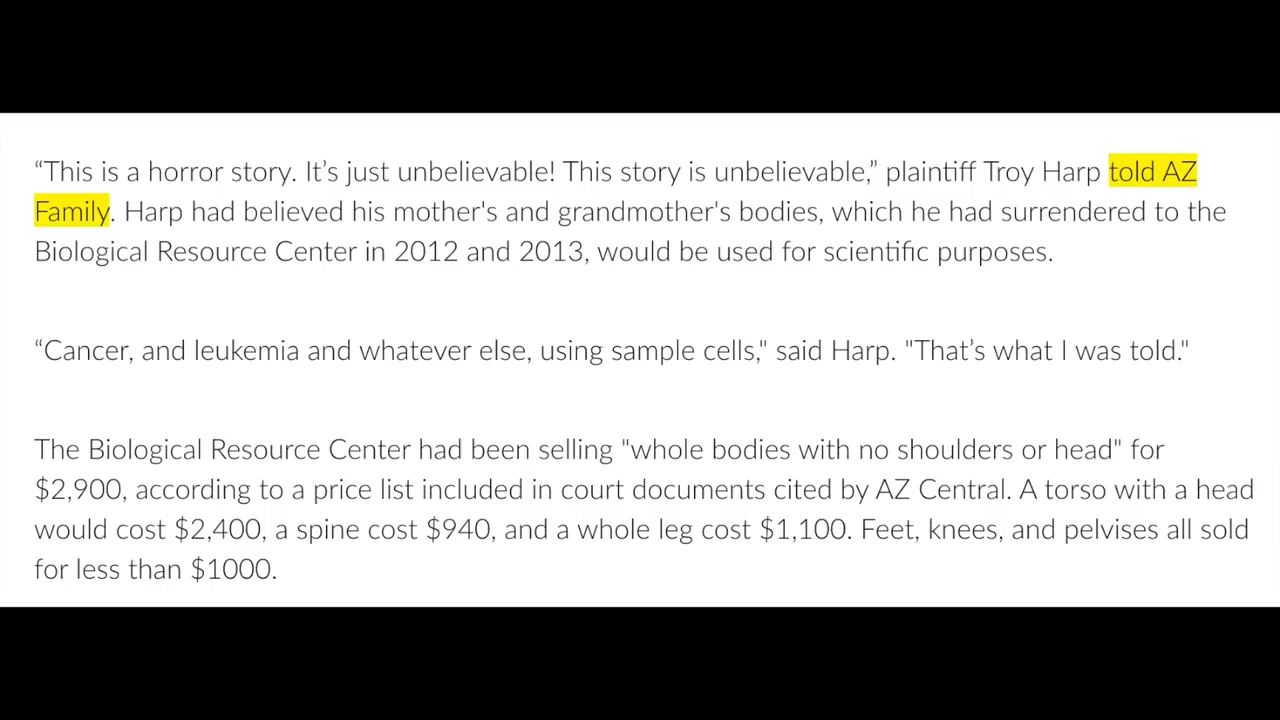 “This is a horror story. It’s just unbelievable! This story is unbelievable,” plaintiff Troy Harp told AZ
Family. Harp had believed his mother's and grandmother's bodies, which he had surrendered to the
Biological Resource Center in 2012 and 2013, would be used for scientific purposes.
“Cancer, and leukemia and whatever else, using sample cells," said Harp. "That’s what I was told."
The Biological Resource Center had been selling "whole bodies with no shoulders or head" for
$2,900, according to a price list included in court documents cited by AZ Central. A torso with a head
would cost $2,400, a spine cost $940, and a whole leg cost $1,100. Feet, knees, and pelvises all sold
for less than $1000.